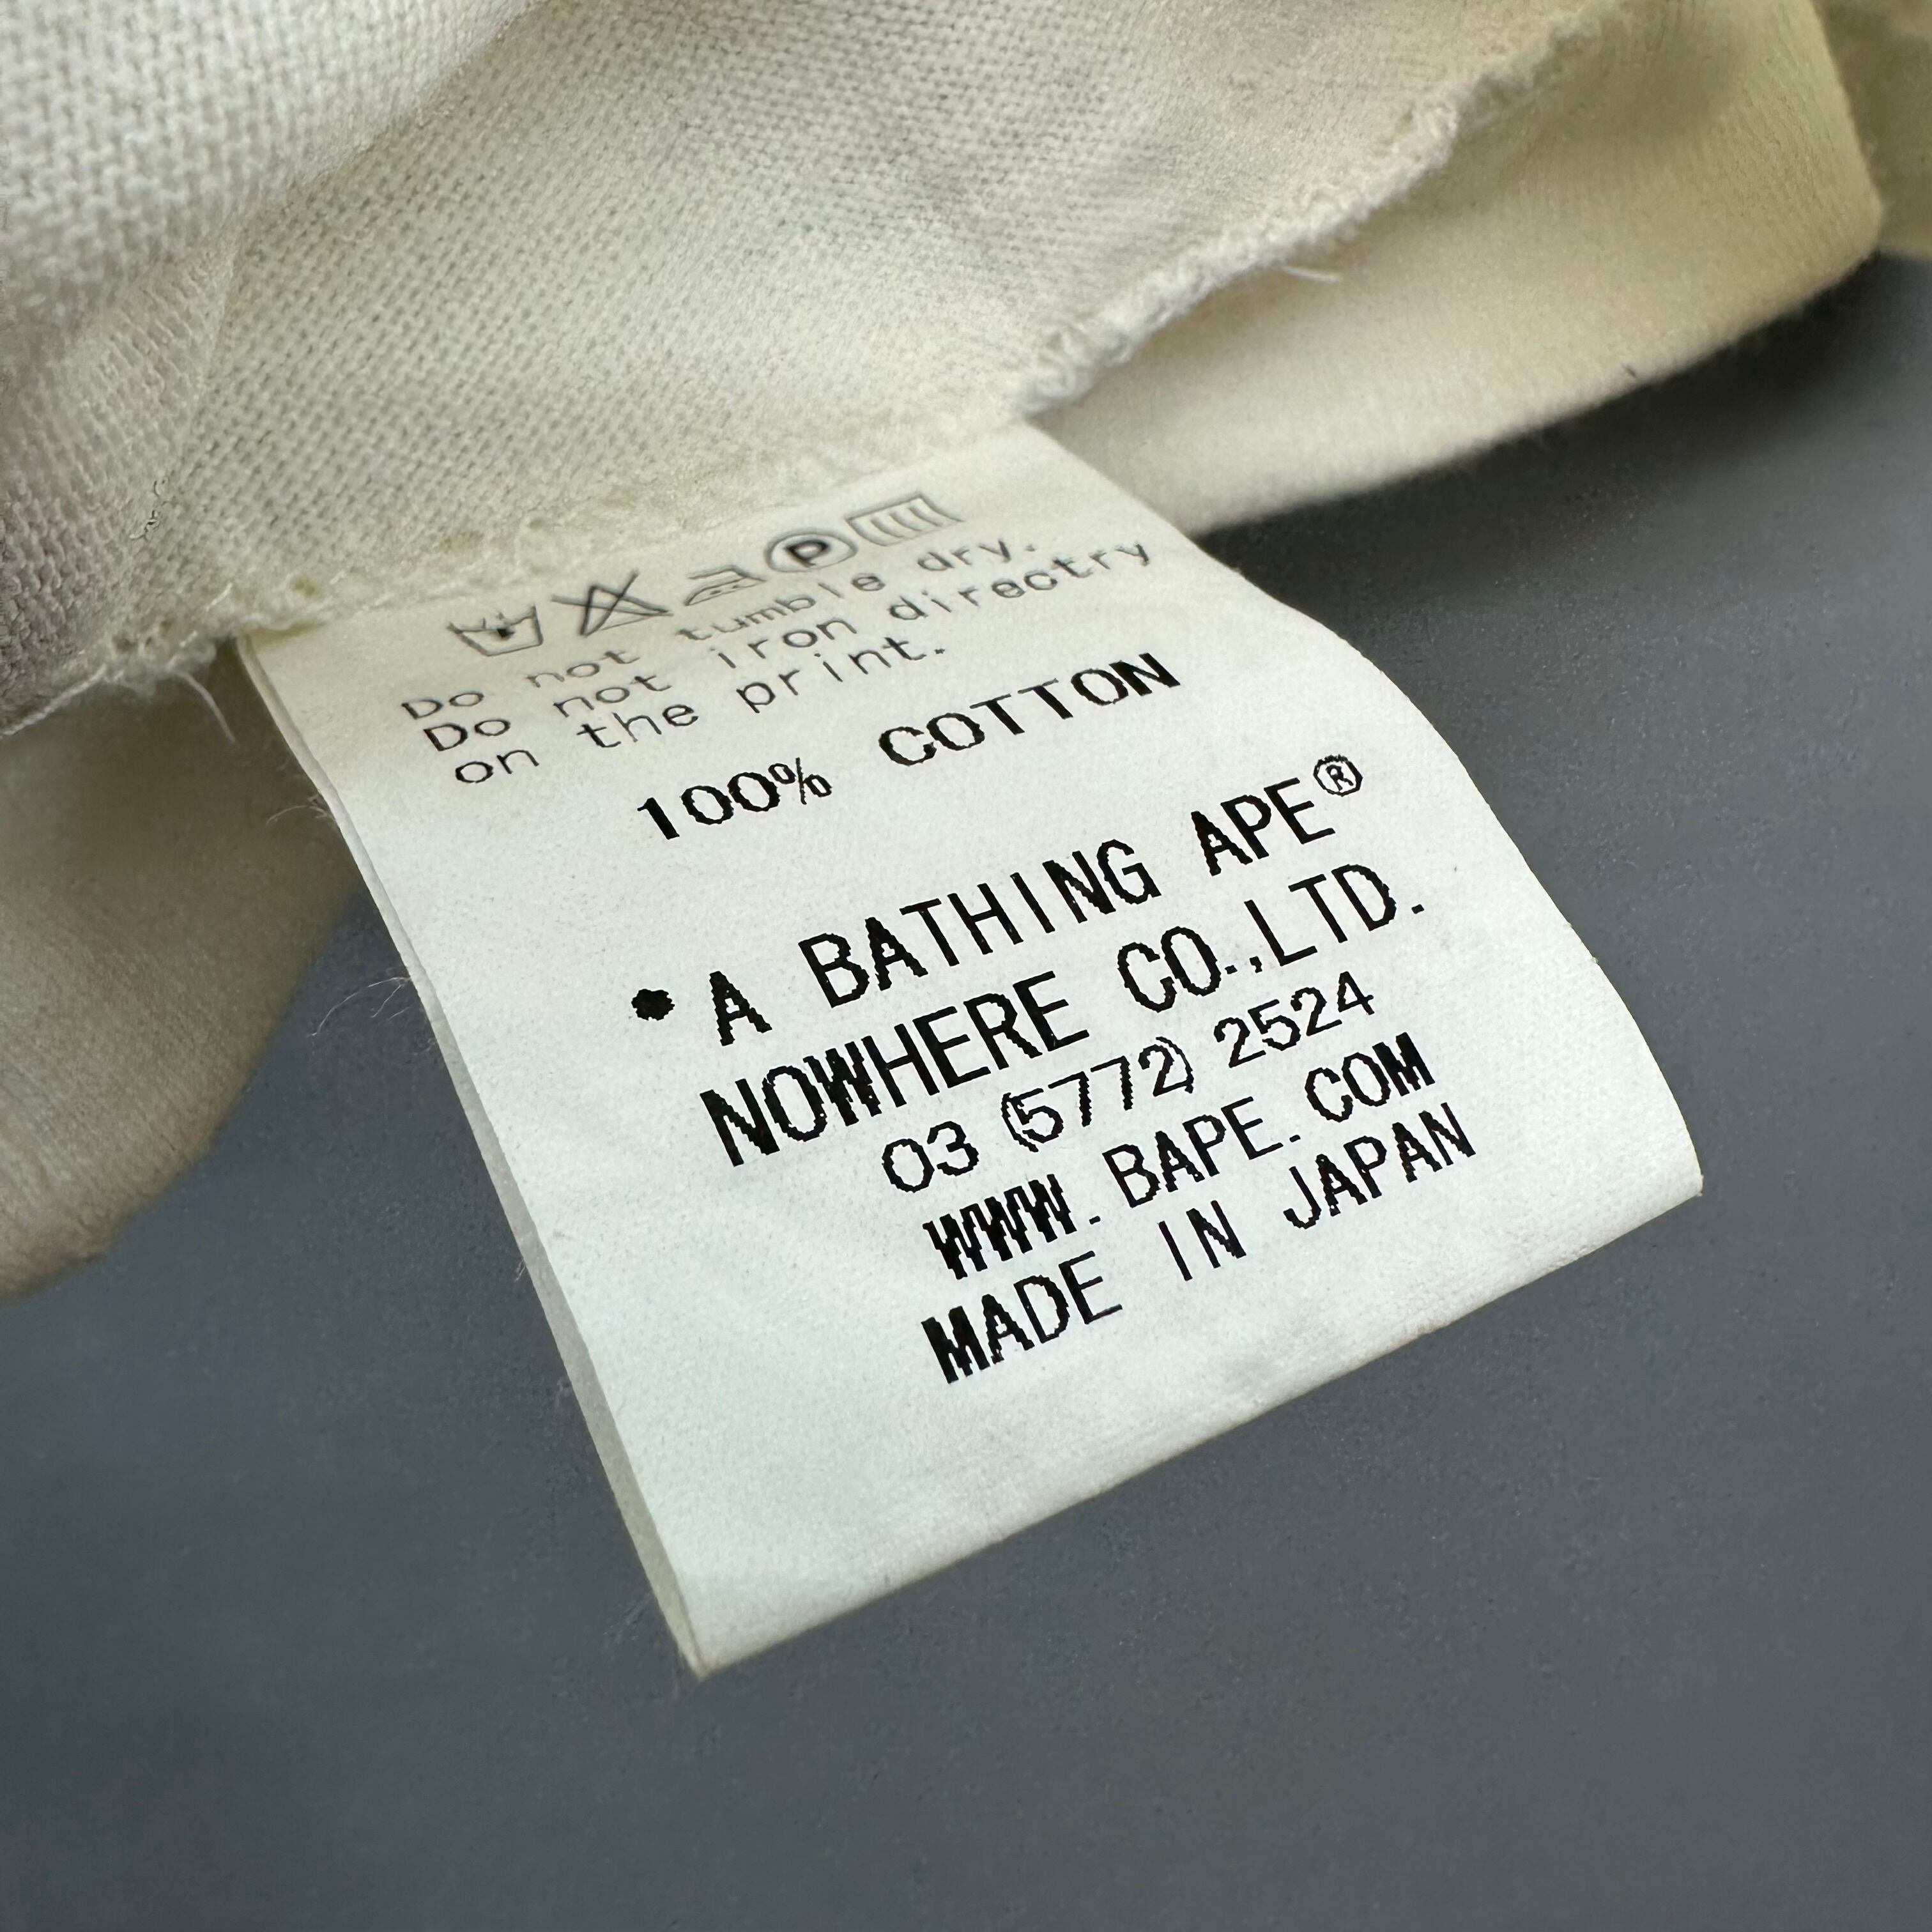 P
Do not tumble dry.
Do not iron directry
on the print.
100% COTTON
•A BATHING APE®
NOWHERE CO.,LTD.
03 (5772) 2524
WWW.BAPE.COM
MADE IN JAPAN